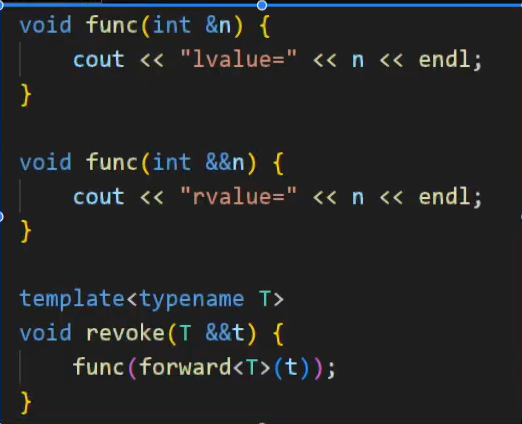 void func(int &n) {
    cout << "lvalue=" << n << endl;
}
void func(int &&n) {
    cout << "rvalue=" << n << endl;
}
template<typename T>
void revoke(T &&t) {
    func(forward<T>(t));
}